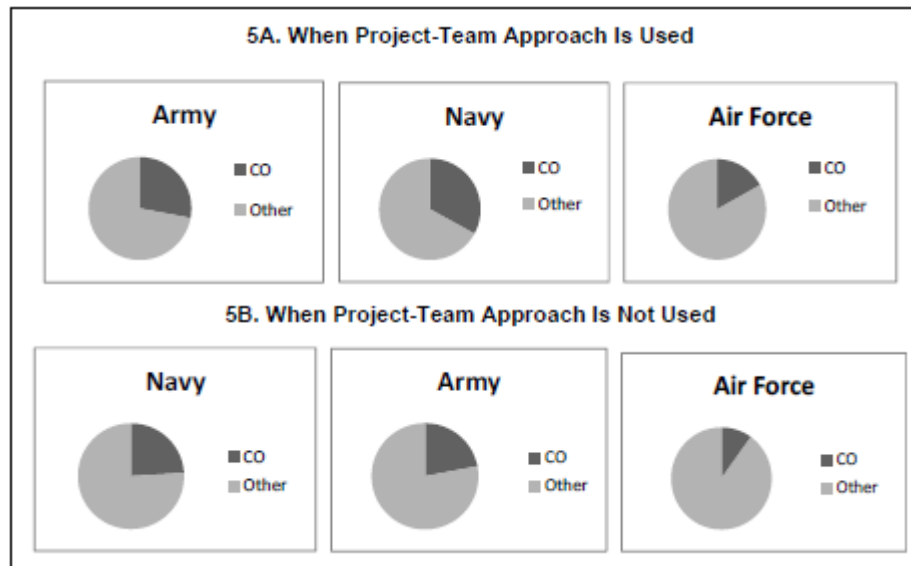 5A. When Project-Team Approach Is Used
Army
CO
Other
Navy
CO
Other
Air Force
CO
Other
5B. When Project-Team Approach Is Not Used
Navy
CO
Other
Army
CO
Other
Air Force
CO
Other